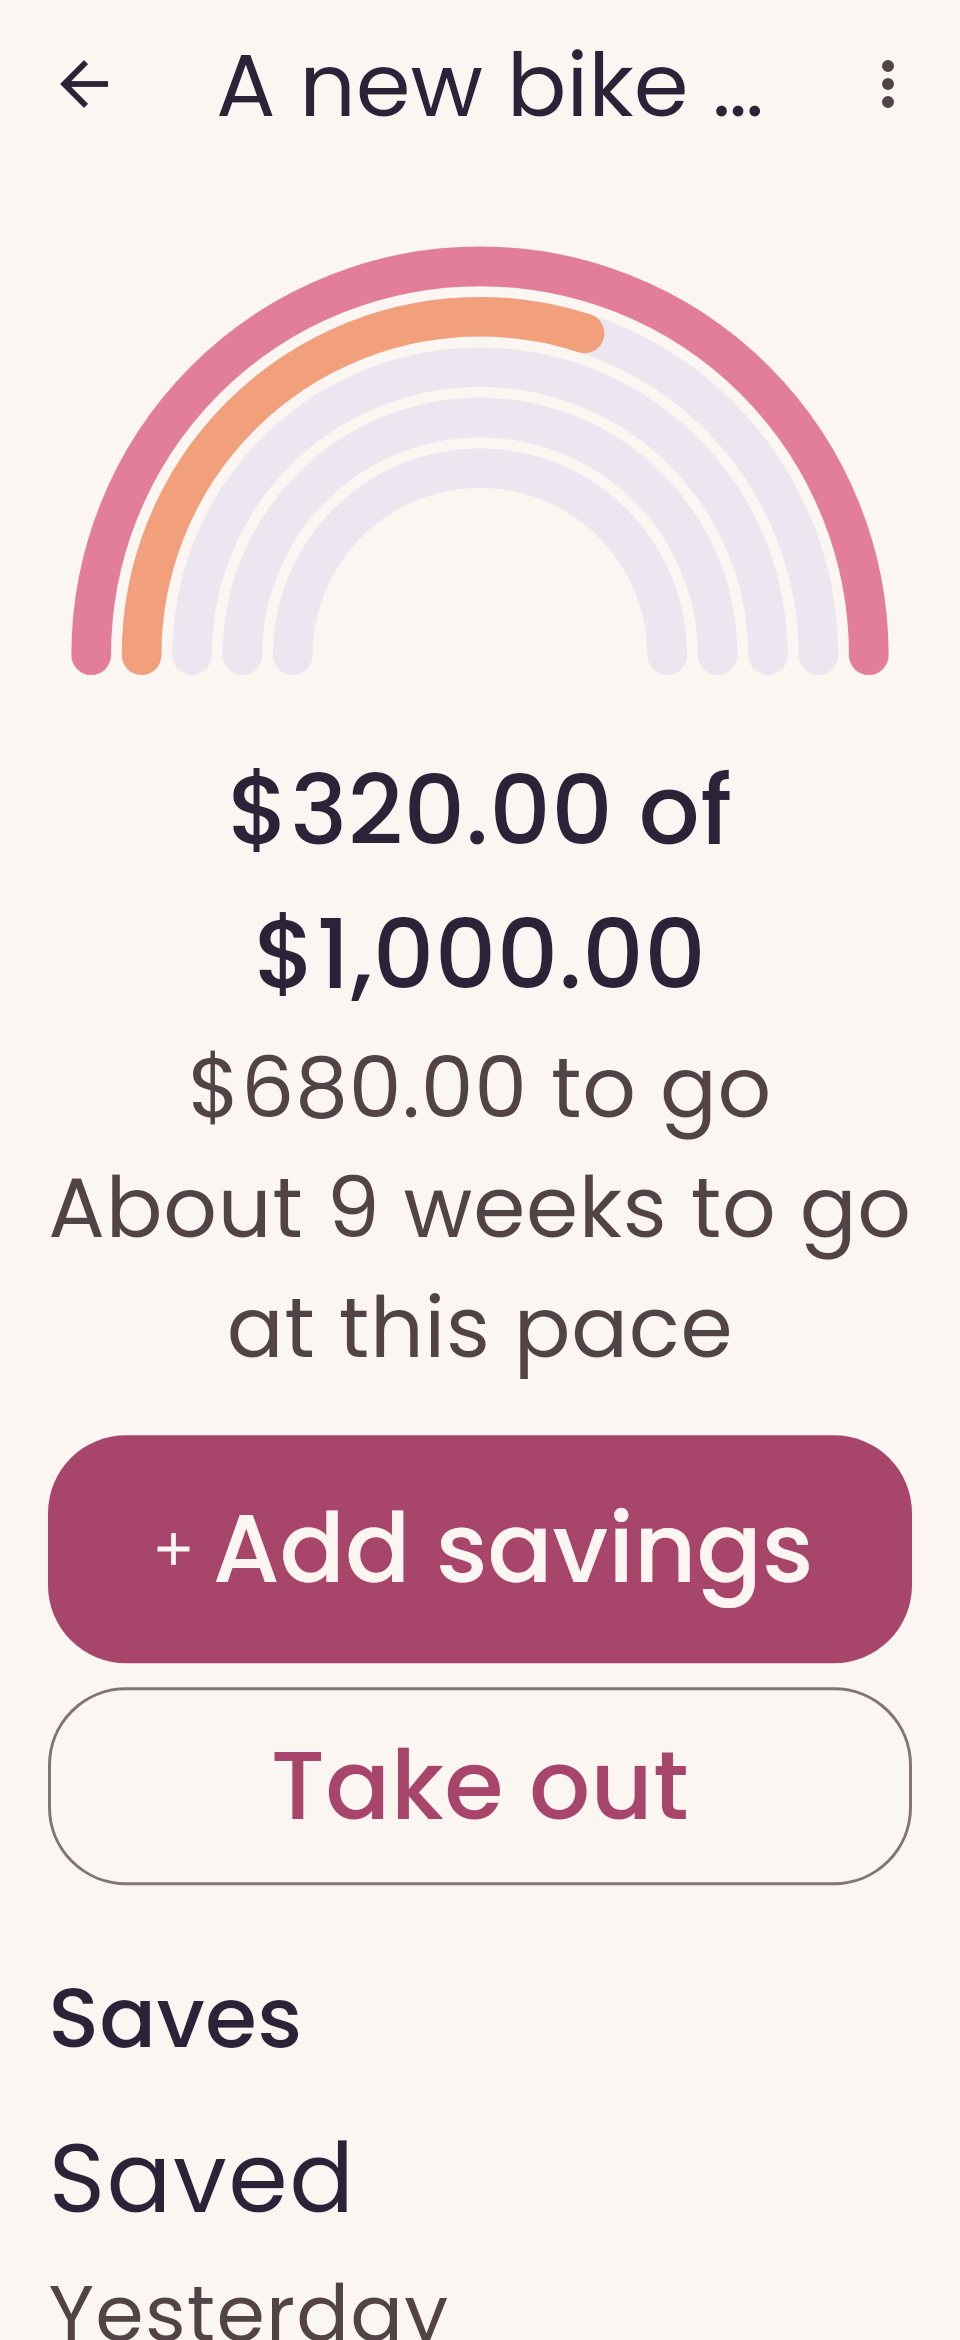 A new bike ...
$320.00 of
$1,000.00
$680.00 to go
About 9 weeks to go
at this pace
+ Add savings
Take out
Saves
Saved
Yesterday